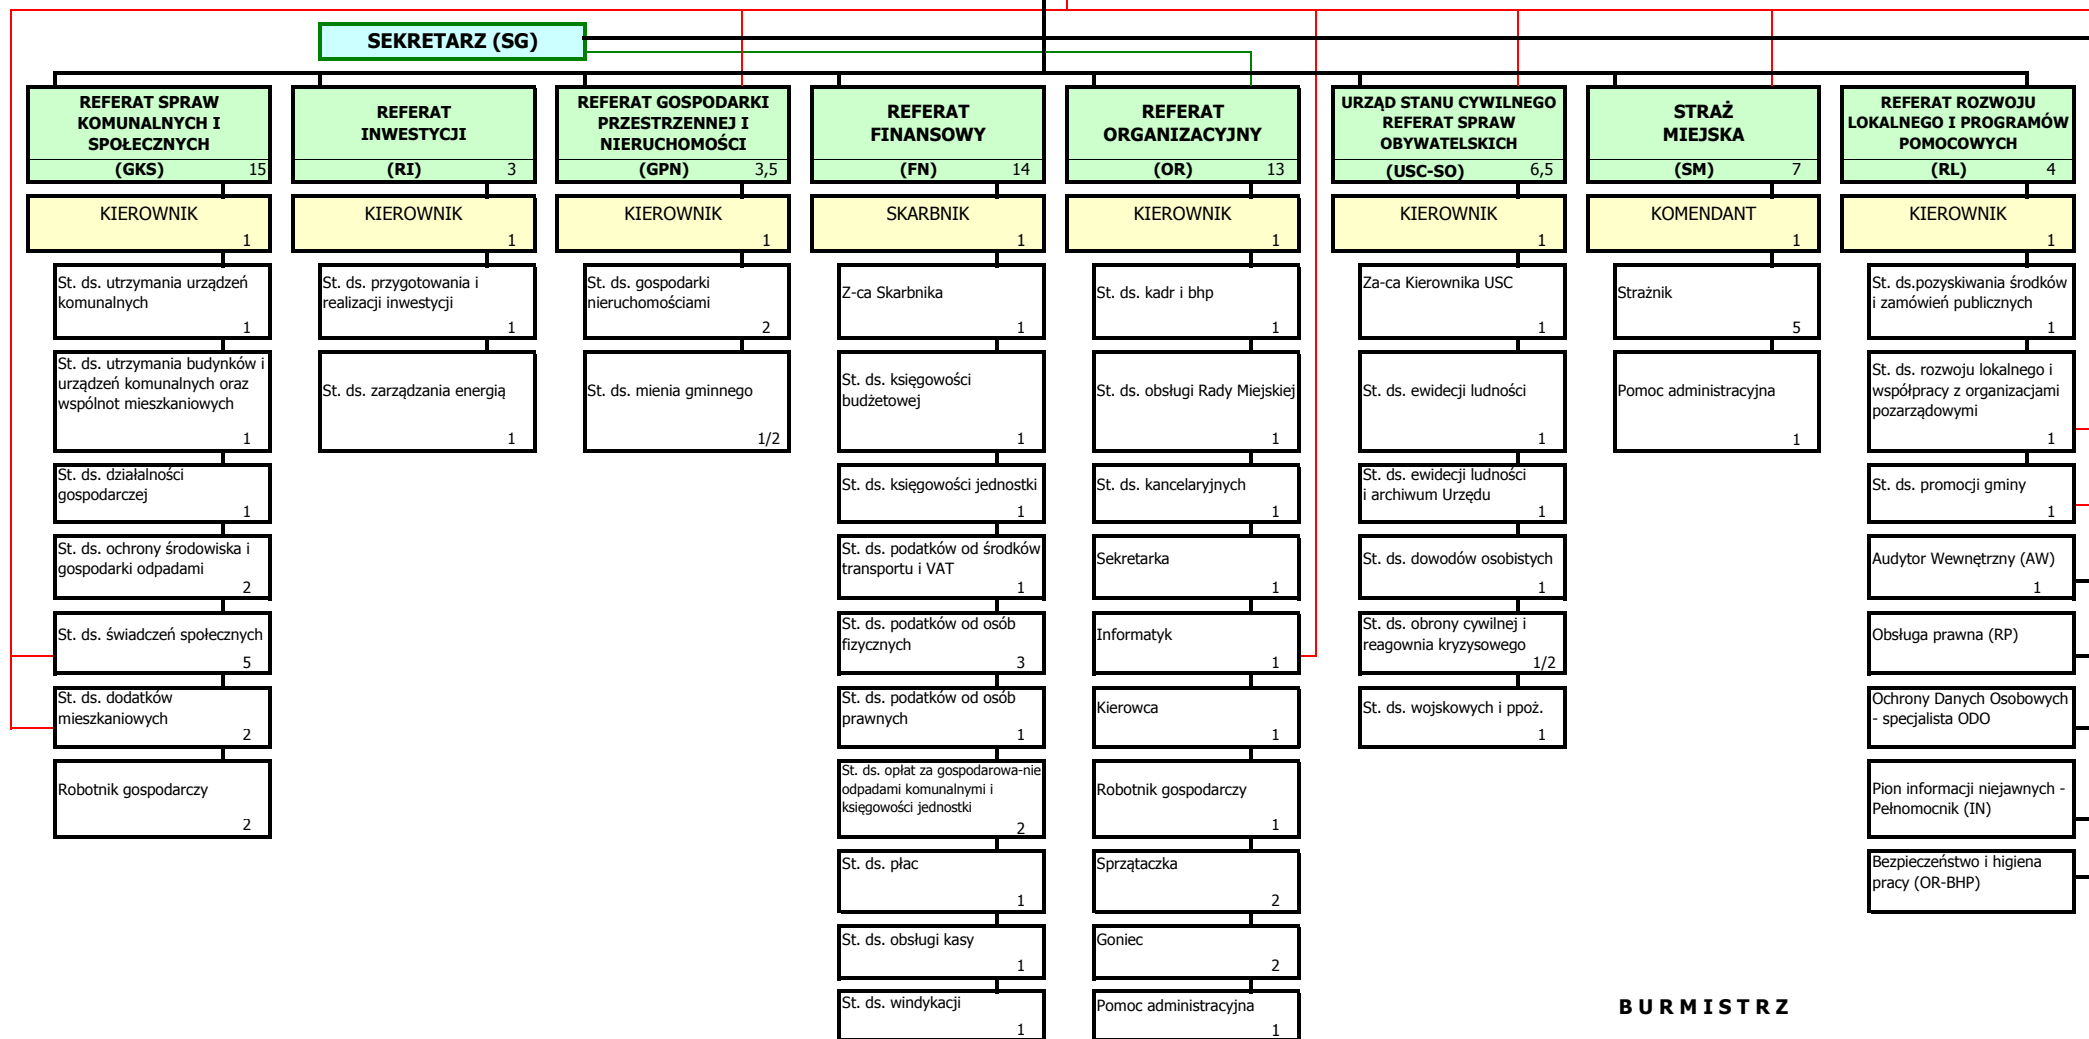 SEKRETARZ (SG)
REFERAT SPRAW
KOMUNALNYCH I
SPOŁECZNYCH
(GKS) 15
KIEROWNIK
1
St. ds. utrzymania urządzeń
komunalnych
1
St. ds. utrzymania budynków i
urządzeń komunalnych oraz
wspólnot mieszkaniowych
1
St. ds. działalności
gospodarczej
1
St. ds. ochrony środowiska i
gospodarki odpadami
2
St. ds. świadczeń społecznych
5
St. ds. dodatków
mieszkaniowych
2
Robotnik gospodarczy
2
REFERAT
INWESTYCJI
(RI) 3
KIEROWNIK
1
St. ds. przygotowania i
realizacji inwestycji
1
St. ds. zarządzania energią
1
REFERAT GOSPODARKI
PRZESTRZENNEJ I
NIERUCHOMOŚCI
(GPN) 3,5
KIEROWNIK
1
St. ds. gospodarki
nieruchomościami
2
St. ds. mienia gminnego
1/2
REFERAT
FINANSOWY
(FN) 14
SKARBNIK
1
Z-ca Skarbnika
1
St. ds. księgowości
budżetowej
1
St. ds. księgowości jednostki
1
St. ds. podatków od środków
transportu i VAT
1
St. ds. podatków od osób
fizycznych
3
St. ds. podatków od osób
prawnych
1
St. ds. opłat za gospodarowa-nie
odpadami komunalnymi i
księgowości jednostki
2
St. ds. płac
1
St. ds. obsługi kasy
1
St. ds. windykacji
1
REFERAT
ORGANIZACYJNY
(OR) 13
KIEROWNIK
1
St. ds. kadr i bhp
1
St. ds. obsługi Rady Miejskiej
1
St. ds. kancelaryjnych
1
Sekretarka
1
Informatyk
1
Kierowca
1
Robotnik gospodarczy
1
Sprzątaczka
2
Goniec
2
Pomoc administracyjna
1
URZĄD STANU CYWILNEGO
REFERAT SPRAW
OBYWATELSKICH
(USC-SO) 6,5
KIEROWNIK
1
Za-ca Kierownika USC
1
St. ds. ewidecji ludności
1
St. ds. ewidecji ludności
i archiwum Urzędu
1
St. ds. dowodów osobistych
1
St. ds. obrony cywilnej i
reagownia kryzysowego
1/2
St. ds. wojskowych i ppoż.
1
STRAŻ
MIEJSKA
(SM) 7
KOMENDANT
1
Strażnik
5
Pomoc administracyjna
1
REFERAT ROZWOJU
LOKALNEGO I PROGRAMÓW
POMOCOWYCH
(RL) 4
KIEROWNIK
1
St. ds.pozyskiwania środków
i zamówień publicznych
1
St. ds. rozwoju lokalnego i
współpracy z organizacjami
pozarządowymi
1
St. ds. promocji gminy
1
Audytor Wewnętrzny (AW)
1
Obsługa prawna (RP)
Ochrony Danych Osobowych
- specjalista ODO
Pion informacji niejawnych -
Pełnomocnik (IN)
Bezpieczeństwo i higiena
pracy (OR-BHP)
B U R M I S T R Z